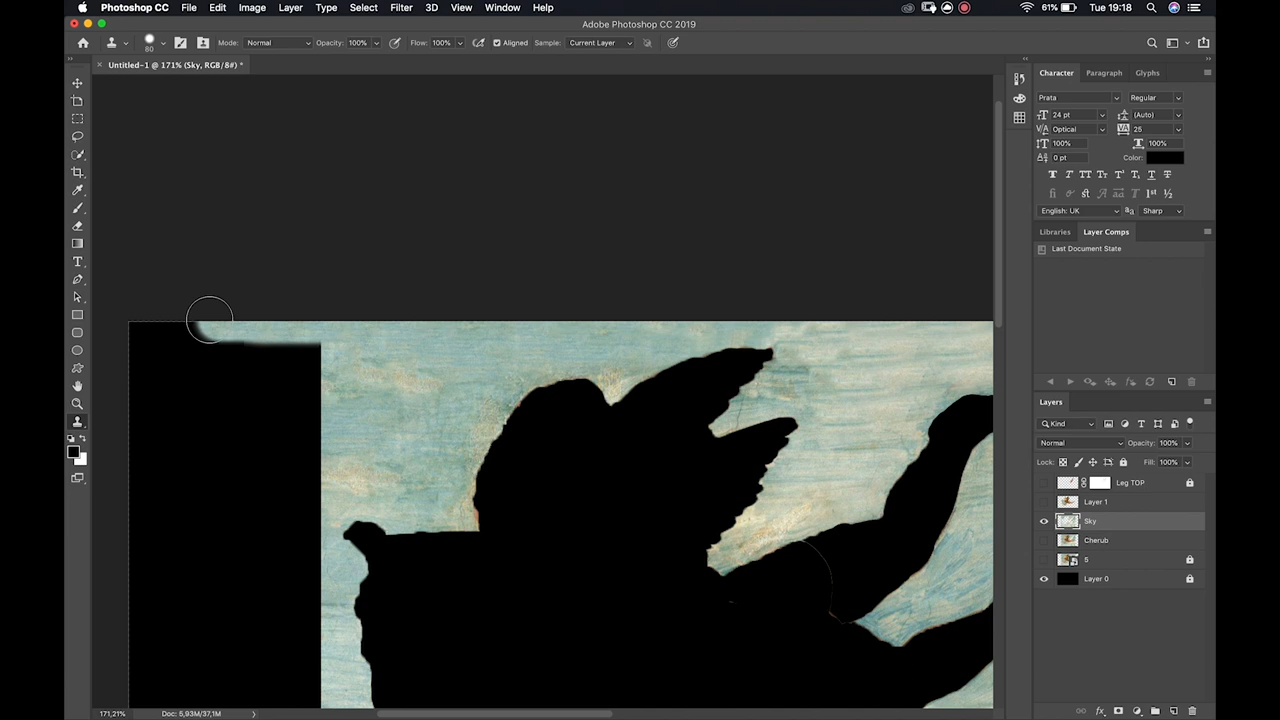 Photoshop CC File Edit Image Layer Type Select Filter 3D View Window Help 61% Tue 19:18
Adobe Photoshop CC 2019
80 Mode: Normal Opacity: 100% Flow: 100% Aligned Sample: Current Layer
Untitled-1 @ 171% (Sky, RGB/8#) *
Character Paragraph Glyphs
Prata Regular
24 pt (Auto)
Optical 25
100% 100%
0 pt Color:
English: UK Sharp
Libraries Layer Comps
Last Document State
Layers
Kind
Normal Opacity: 100%
Lock: Fill: 100%
Leg TOP
Layer 1
Sky
Cherub
5
Layer 0
171,21% Doc: 5,93M/37,1M